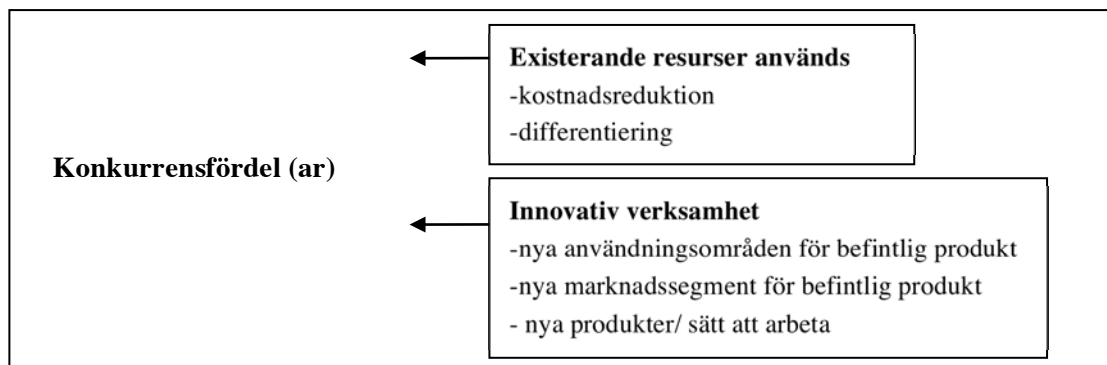 Existerande resurser används
-kostnadsreduktion
-differentiering
Konkurrensfördel (ar)
Innovativ verksamhet
-nya användningsområden för befintlig produkt
-nya marknadssegment för befintlig produkt
- nya produkter/ sätt att arbeta